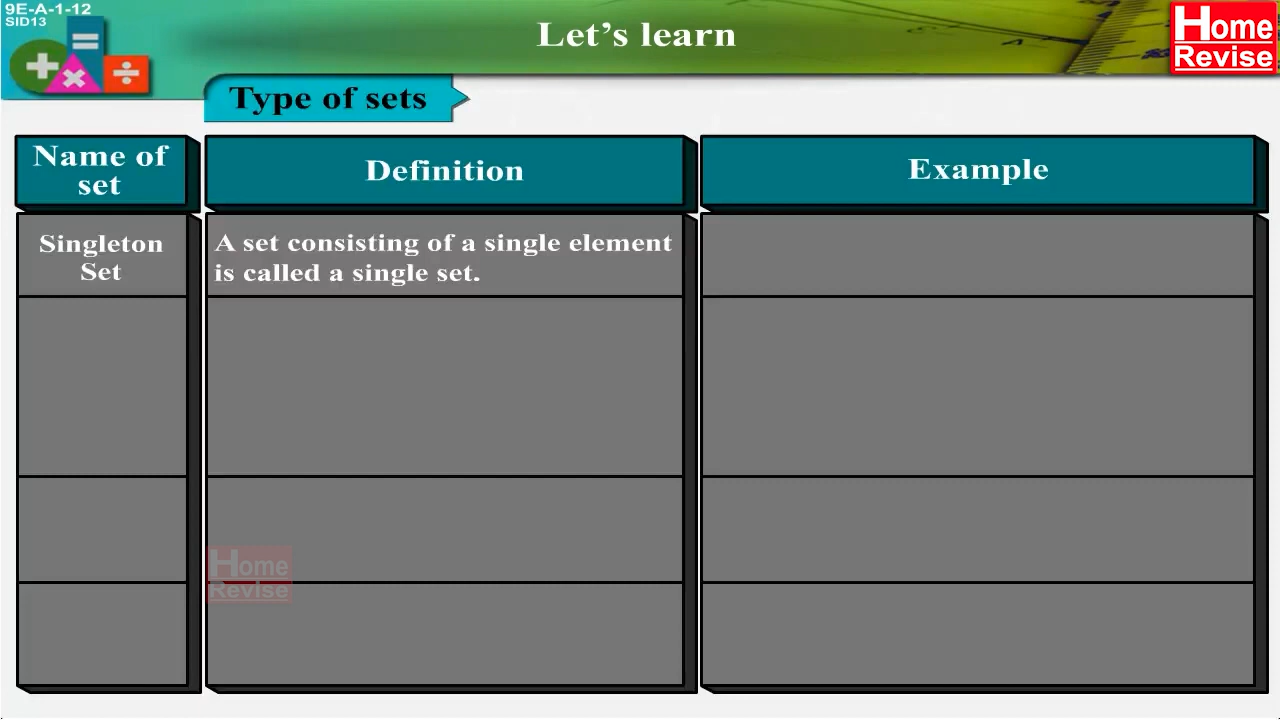 9E-A-1-12
SID13
Let's learn
Home
Revise
Type of sets
Name of
set
Definition
Example
Singleton
Set
A set consisting of a single element
is called a single set.
Home
Revise